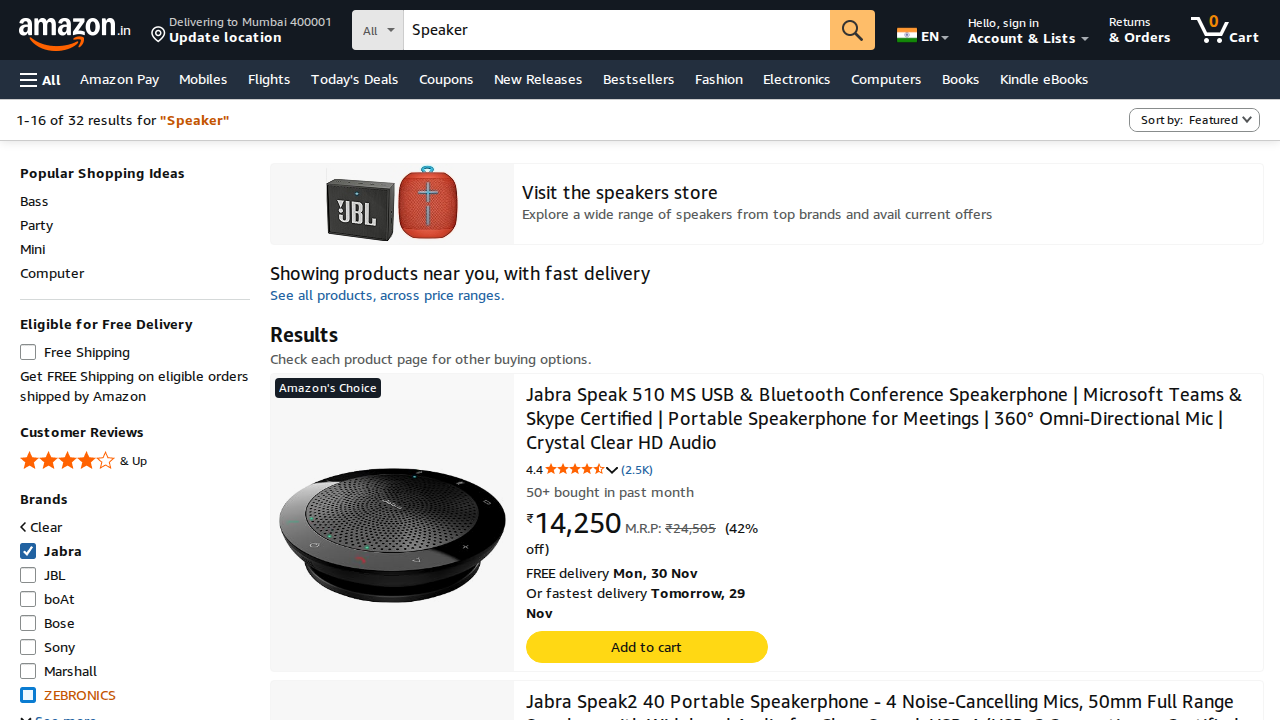 amazon.in
Delivering to Mumbai 400001
Update location
All
Speaker
EN
Hello, sign in
Account & Lists
Returns
& Orders
0
Cart
All
Amazon Pay
Mobiles
Flights
Today's Deals
Coupons
New Releases
Bestsellers
Fashion
Electronics
Computers
Books
Kindle eBooks
1-16 of 32 results for "Speaker"
Sort by: Featured
Popular Shopping Ideas
Bass
Party
Mini
Computer
Eligible for Free Delivery
Free Shipping
Get FREE Shipping on eligible orders
shipped by Amazon
Customer Reviews
& Up
Brands
Clear
Jabra
JBL
boAt
Bose
Sony
Marshall
ZEBRONICS
See more
JBL
Visit the speakers store
Explore a wide range of speakers from top brands and avail current offers
Showing products near you, with fast delivery
See all products, across price ranges.
Results
Check each product page for other buying options.
Amazon's Choice
Jabra Speak 510 MS USB & Bluetooth Conference Speakerphone | Microsoft Teams &
Skype Certified | Portable Speakerphone for Meetings | 360° Omni-Directional Mic |
Crystal Clear HD Audio
4.4 (2.5K)
50+ bought in past month
₹14,250 M.R.P: ₹24,505 (42%
off)
FREE delivery Mon, 30 Nov
Or fastest delivery Tomorrow, 29
Nov
Add to cart
Jabra Speak2 40 Portable Speakerphone - 4 Noise-Cancelling Mics, 50mm Full Range